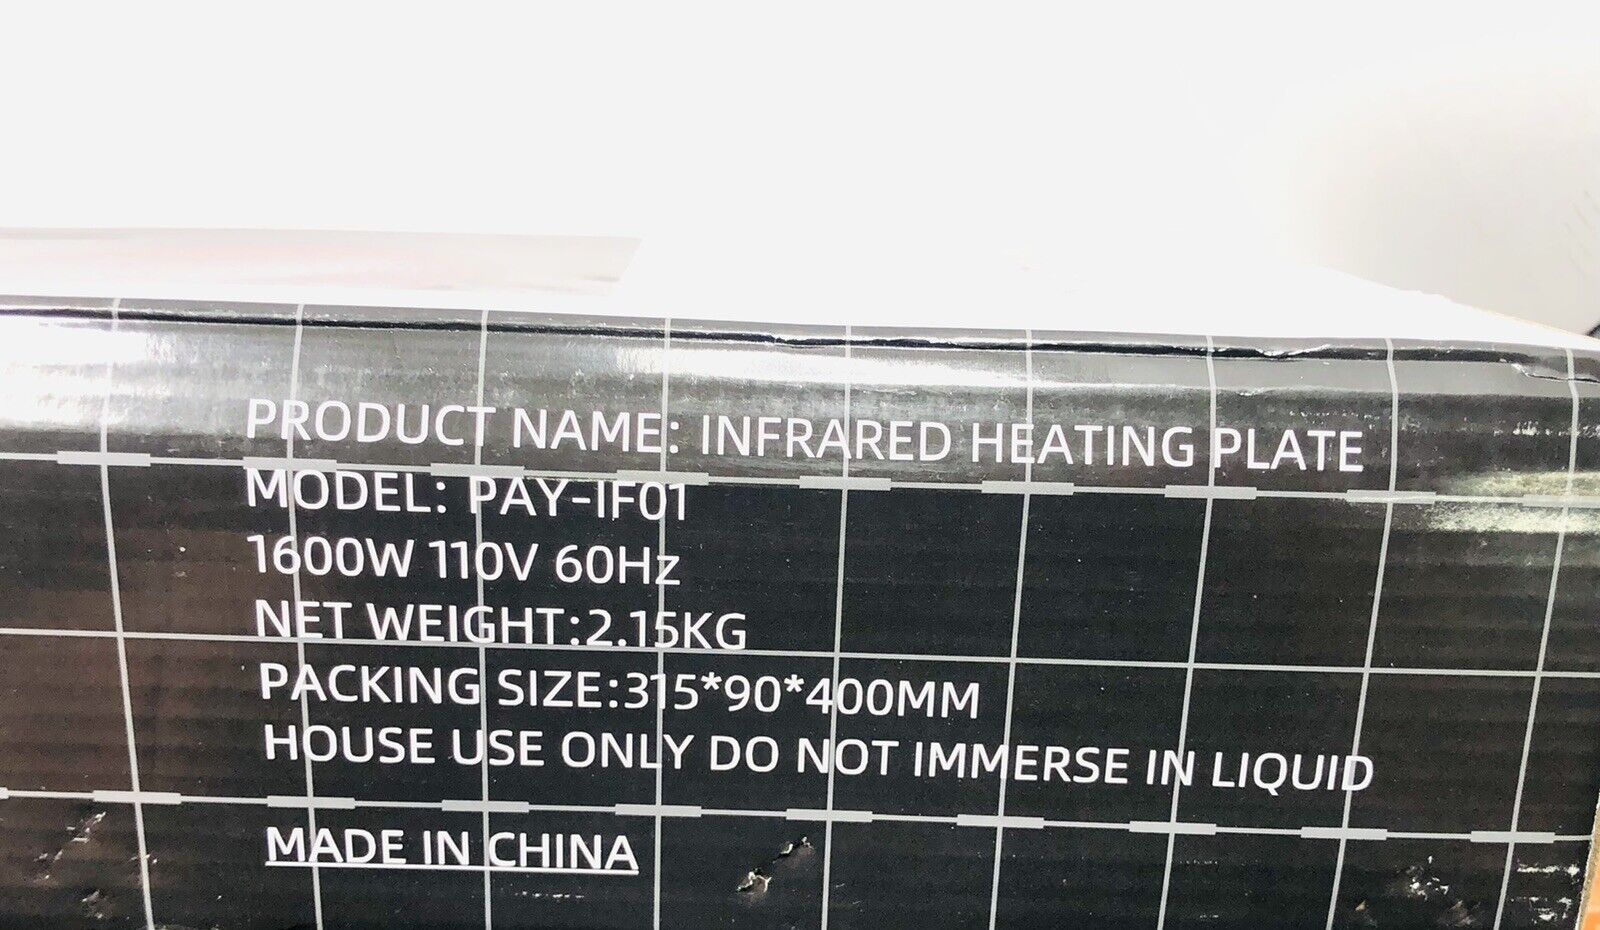 PRODUCT NAME: INFRARED HEATING PLATE
MODEL: PAY-IF01
1600W 110V 60Hz
NET WEIGHT:2.15KG
PACKING SIZE:315*90*400MM
HOUSE USE ONLY DO NOT IMMERSE IN LIQUID
MADE IN CHINA